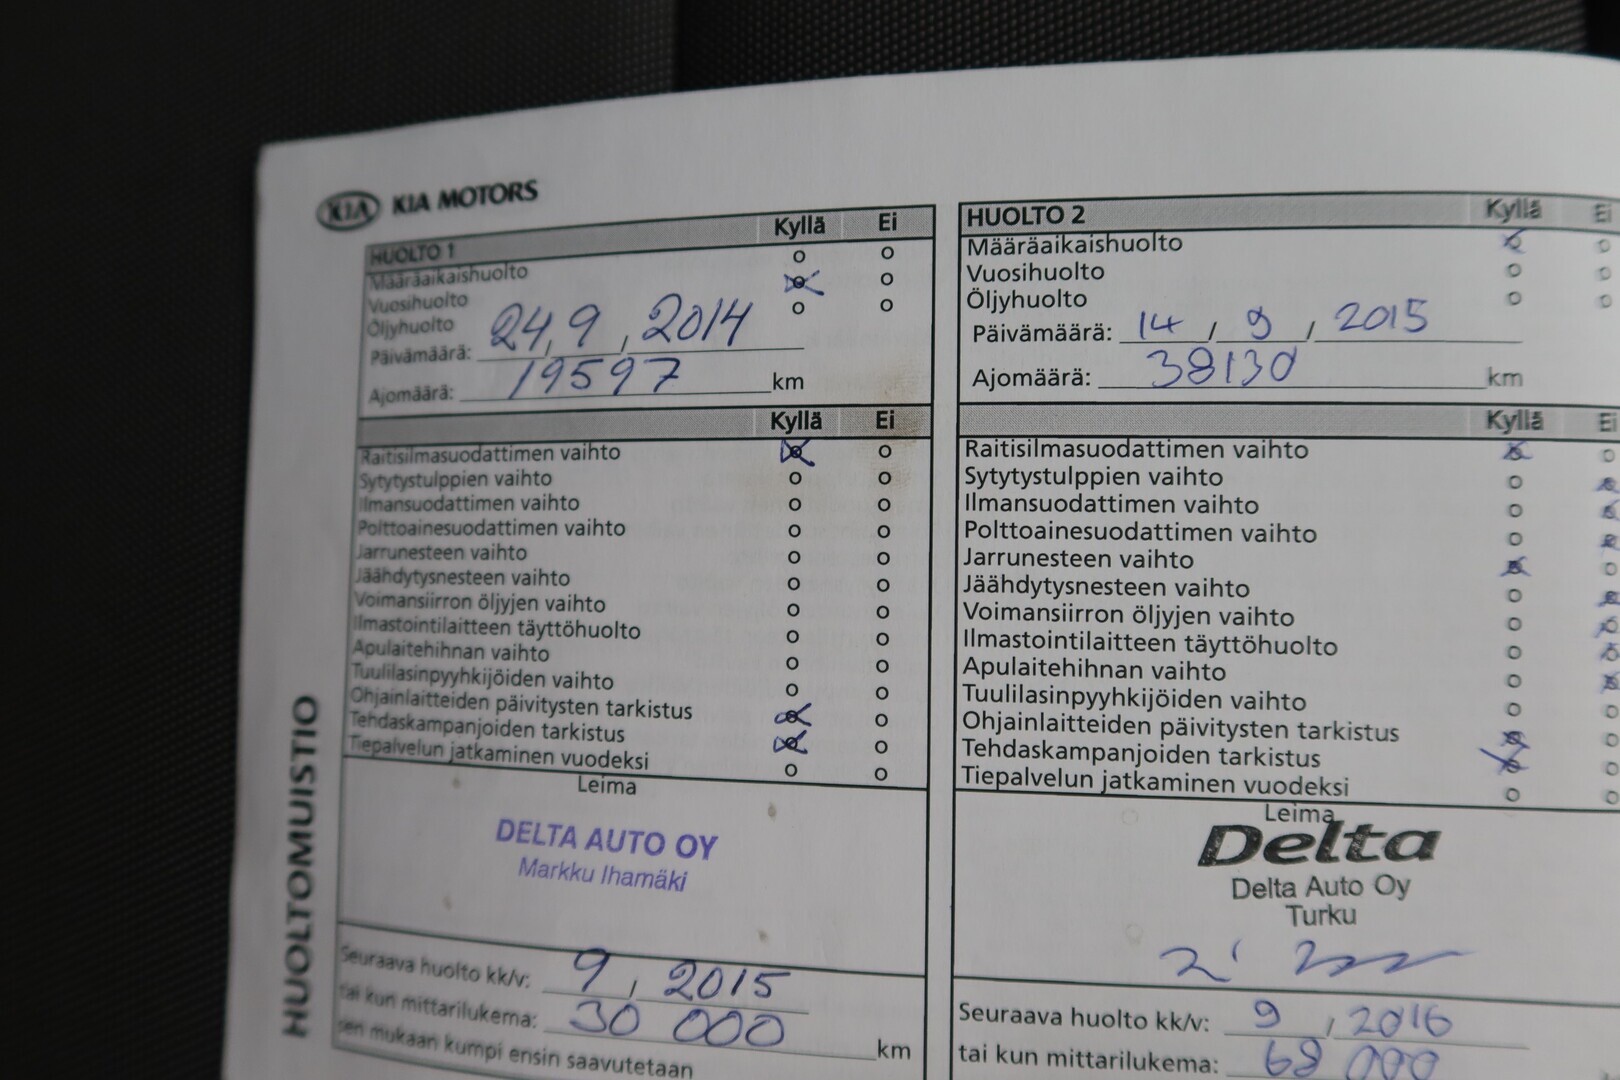 KIA KIA MOTORS
HUOLTOMUISTIO
HUOLTO 1 Kyllä Ei
Määräaikaishuolto o o
Vuosihuolto o o
Öljyhuolto o o
Päivämäärä: 24, 9, 2014
Ajomäärä: 19597 km
Kyllä Ei
Raitisilmasuodattimen vaihto o o
Sytytystulppien vaihto o o
Ilmansuodattimen vaihto o o
Polttoainesuodattimen vaihto o o
Jarrunesteen vaihto o o
Jäähdytysnesteen vaihto o o
Voimansiirron öljyjen vaihto o o
Ilmastointilaitteen täyttöhuolto o o
Apulaitehihnan vaihto o o
Tuulilasinpyyhkijöiden vaihto o o
Ohjainlaitteiden päivitysten tarkistus o o
Tehdaskampanjoiden tarkistus o o
Tiepalvelun jatkaminen vuodeksi o o
Leima
DELTA AUTO OY
Markku Ihamäki
Seuraava huolto kk/v: 9, 2015
tai kun mittarilukema: 30 000 km
sen mukaan kumpi ensin saavutetaan
HUOLTO 2 Kyllä Ei
Määräaikaishuolto o o
Vuosihuolto o o
Öljyhuolto o o
Päivämäärä: 14 / 9 / 2015
Ajomäärä: 38130 km
Kyllä Ei
Raitisilmasuodattimen vaihto o o
Sytytystulppien vaihto o o
Ilmansuodattimen vaihto o o
Polttoainesuodattimen vaihto o o
Jarrunesteen vaihto o o
Jäähdytysnesteen vaihto o o
Voimansiirron öljyjen vaihto o o
Ilmastointilaitteen täyttöhuolto o o
Apulaitehihnan vaihto o o
Tuulilasinpyyhkijöiden vaihto o o
Ohjainlaitteiden päivitysten tarkistus o o
Tehdaskampanjoiden tarkistus o o
Tiepalvelun jatkaminen vuodeksi o o
Leima
Delta
Delta Auto Oy
Turku
Seuraava huolto kk/v: 9 / 2016
tai kun mittarilukema: 68 000